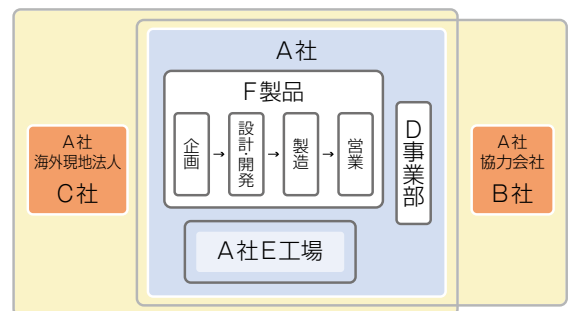 A社
F製品
企画
→
設計・開発
→
製造
→
営業
D事業部
A社E工場
A社
海外現地法人
C社
A社
協力会社
B社